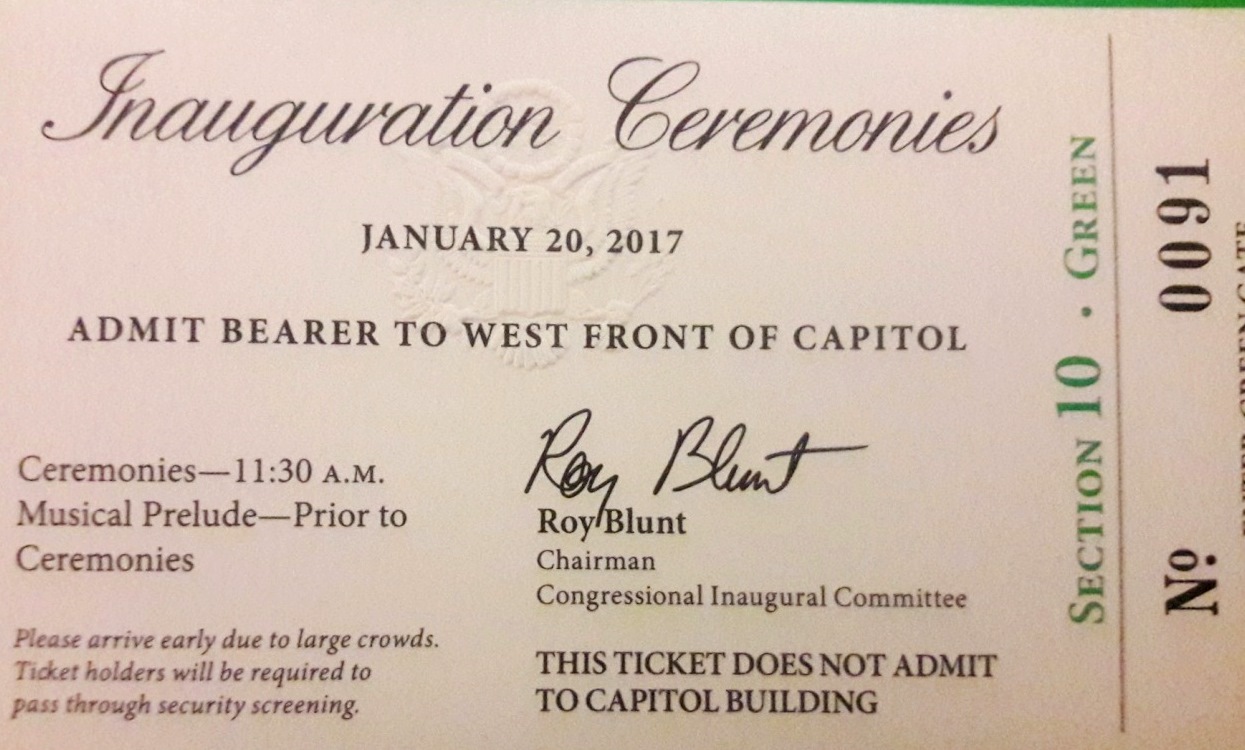 Inauguration Ceremonies
JANUARY 20, 2017
ADMIT BEARER TO WEST FRONT OF CAPITOL
Ceremonies—11:30 A.M.
Musical Prelude—Prior to
Ceremonies
Please arrive early due to large crowds.
Ticket holders will be required to
pass through security screening.
Roy Blunt
Roy Blunt
Chairman
Congressional Inaugural Committee
THIS TICKET DOES NOT ADMIT
TO CAPITOL BUILDING
SECTION 10 • GREEN
Nº. 0091
GREEN GATE